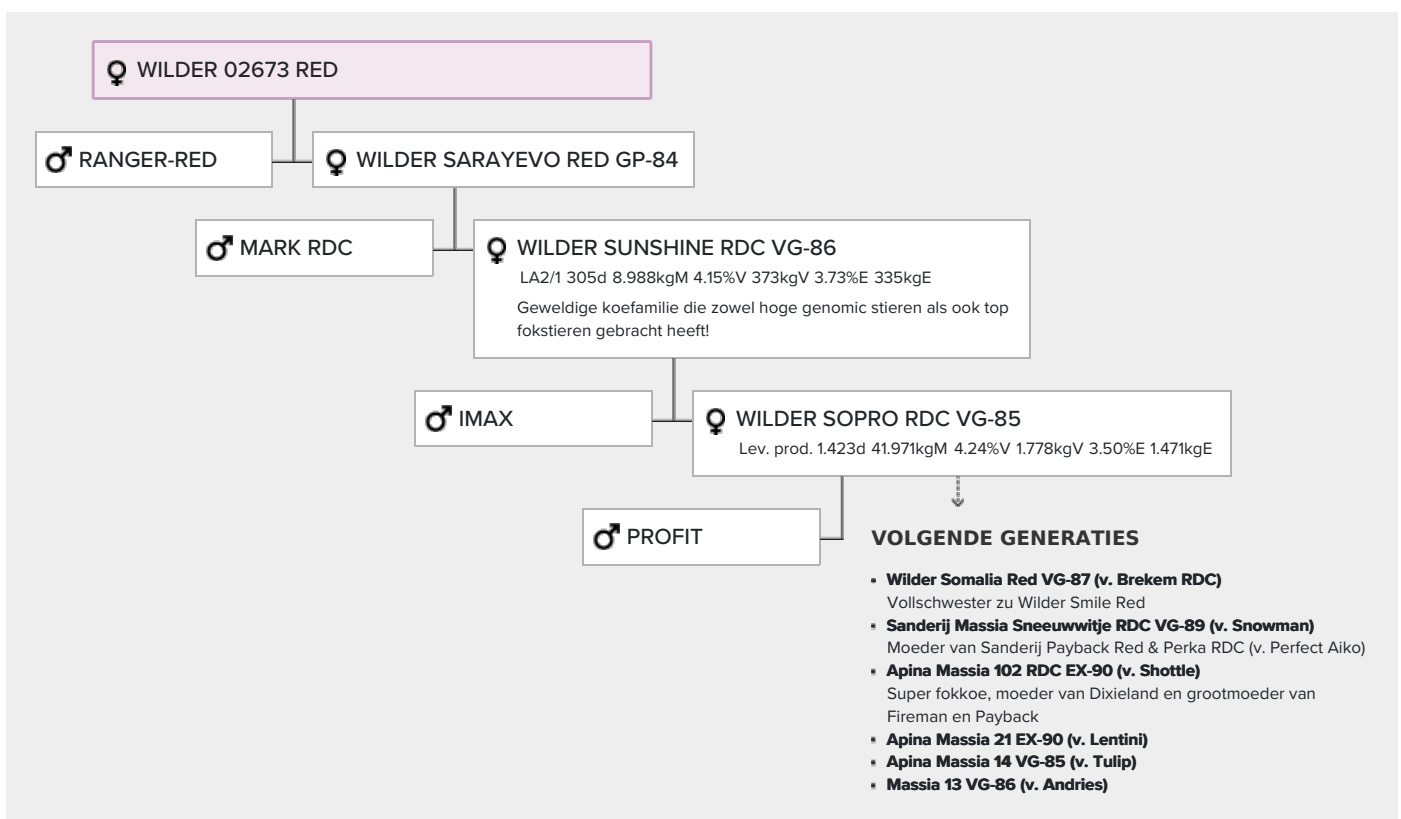 WILDER 02673 RED
RANGER-RED
WILDER SARAYEVO RED GP-84
MARK RDC
WILDER SUNSHINE RDC VG-86
LA2/1 305d 8.988kgM 4.15%V 373kgV 3.73%E 335kgE
Geweldige koefamilie die zowel hoge genomic stieren als ook top
fokstieren gebracht heeft!
IMAX
WILDER SOPRO RDC VG-85
Lev. prod. 1.423d 41.971kgM 4.24%V 1.778kgV 3.50%E 1.471kgE
PROFIT
VOLGENDE GENERATIES
Wilder Somalia Red VG-87 (v. Brekem RDC)
Vollschwester zu Wilder Smile Red
Sanderij Massia Sneeuwwitje RDC VG-89 (v. Snowman)
Moeder van Sanderij Payback Red & Perka RDC (v. Perfect Aiko)
Apina Massia 102 RDC EX-90 (v. Shottle)
Super fokkoe, moeder van Dixieland en grootmoeder van
Fireman en Payback
Apina Massia 21 EX-90 (v. Lentini)
Apina Massia 14 VG-85 (v. Tulip)
Massia 13 VG-86 (v. Andries)